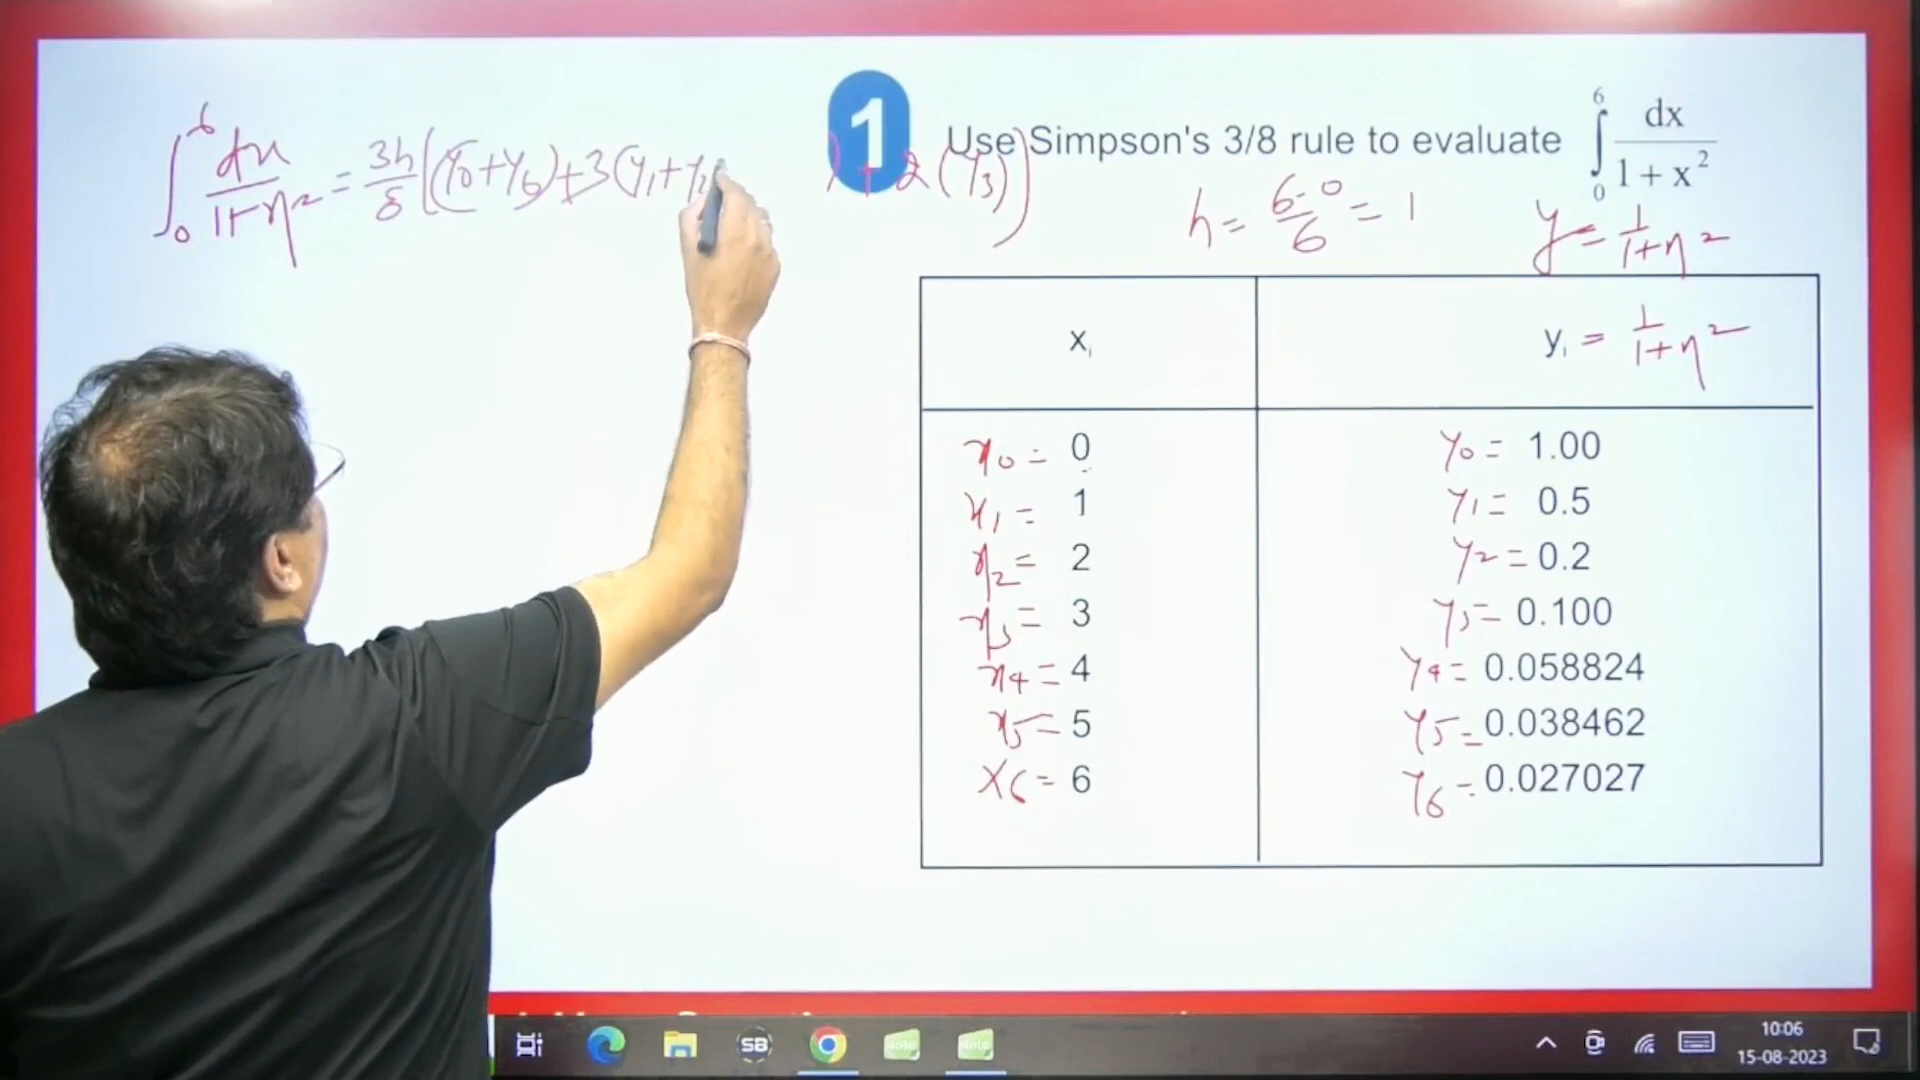 1
Use Simpson's 3/8 rule to evaluate ∫₀⁶ dx / (1 + x²)
∫₀⁶ dx / (1+x²) = 3h/8 [(y0+y6)+3(y1+y2 )+2(y3)]
h = (6-0)/6 = 1
y = 1/(1+x²)
xᵢ yᵢ = 1/(1+x²)
x0 = 0 y0 = 1.00
x1 = 1 y1 = 0.5
x2 = 2 y2 = 0.2
x3 = 3 y3 = 0.100
x4 = 4 y4 = 0.058824
x5 = 5 y5 = 0.038462
x6 = 6 y6 = 0.027027
SB
10:06
15-08-2023